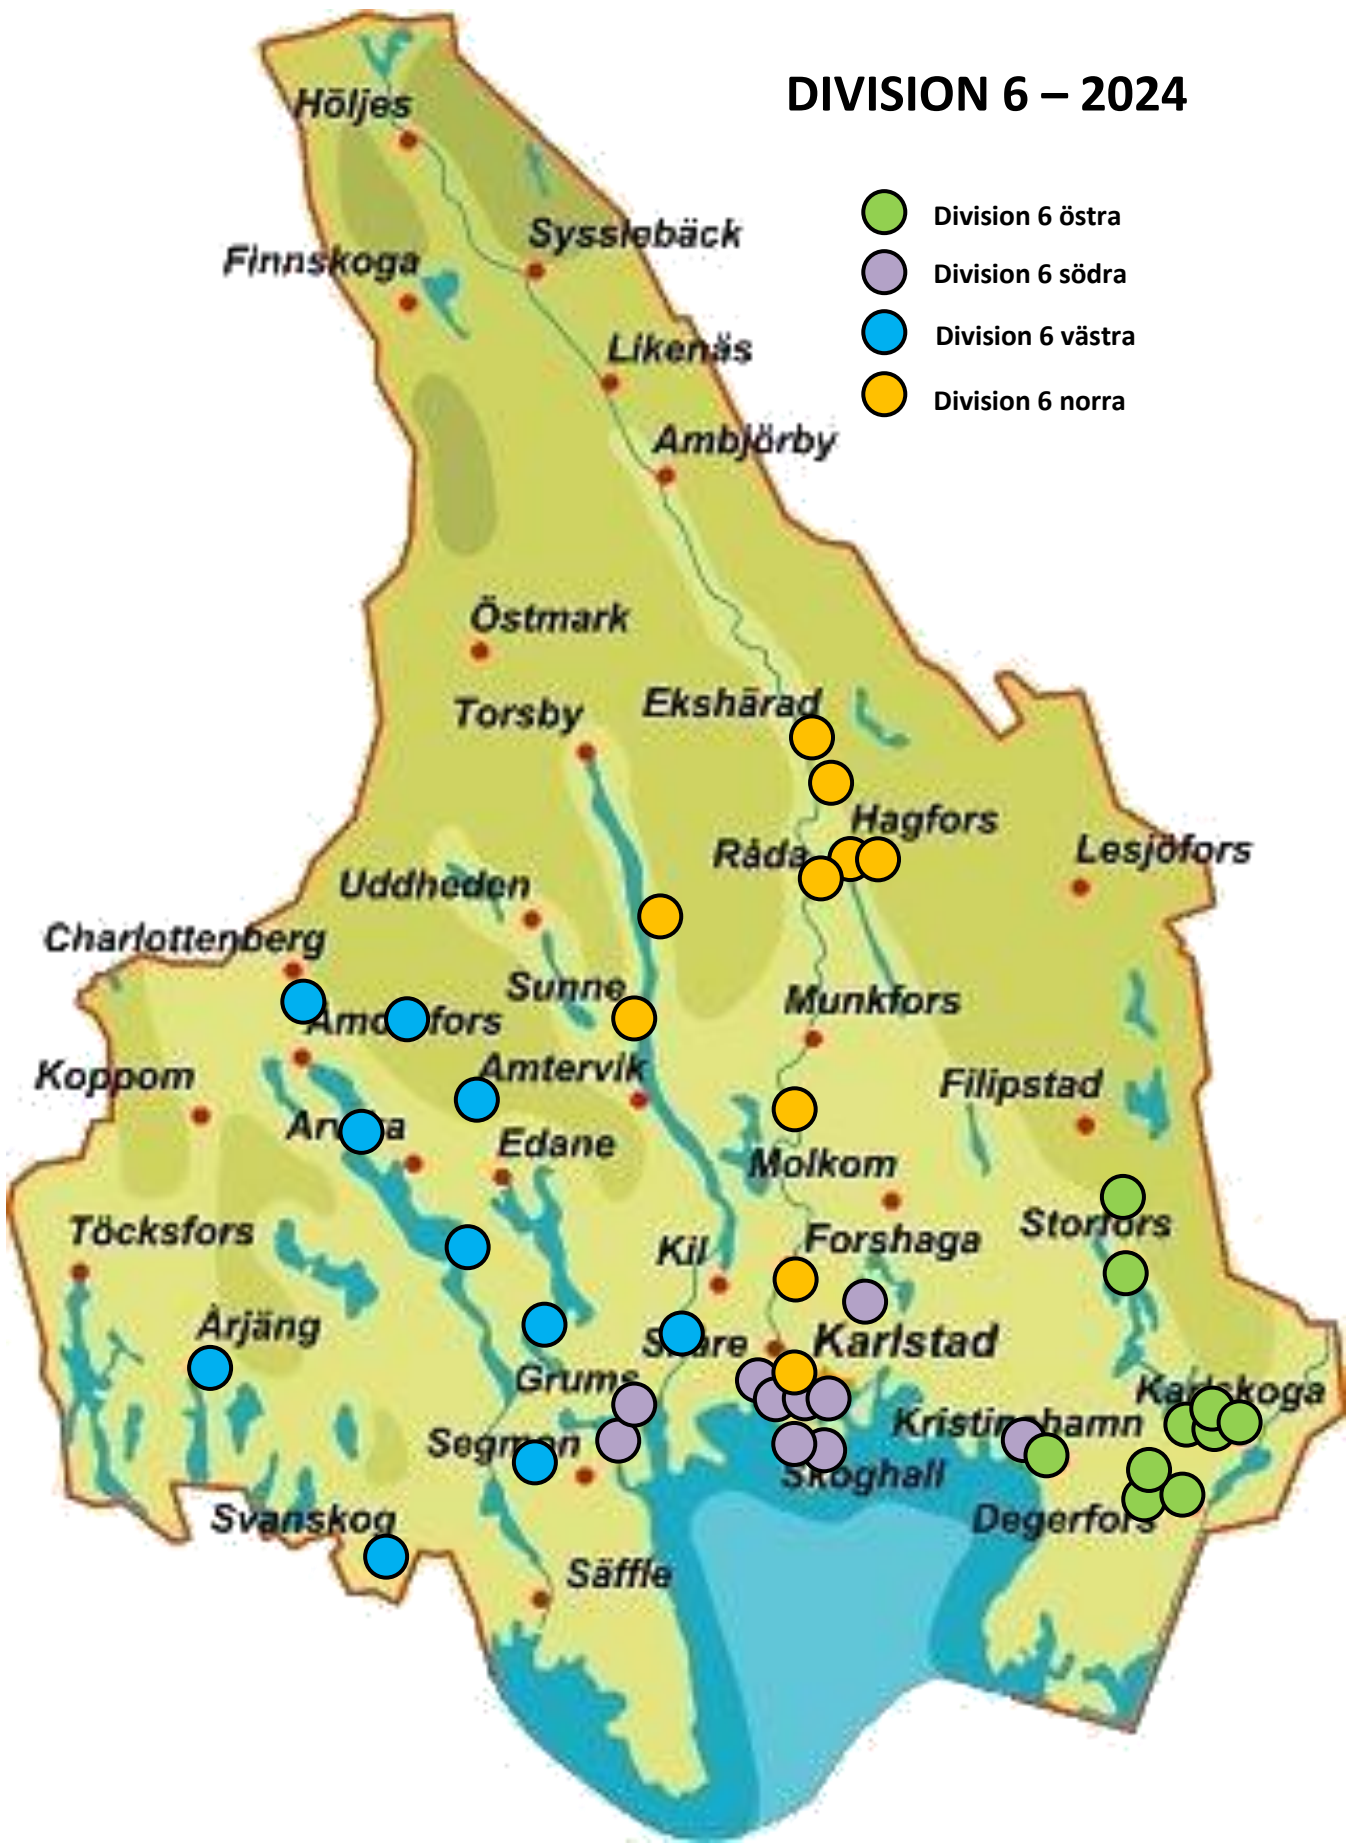 DIVISION 6 – 2024
Höljes
Division 6 östra
Sysslebäck
Finnskoga
Division 6 södra
Likenäs
Division 6 västra
Division 6 norra
Ambjörby
Östmark
Torsby
Ekshärad
Hagfors
Råda
Lesjöfors
Uddheden
Charlottenberg
Sunne
Munkfors
Koppom
Amtervik
Filipstad
Edane
Molkom
Töcksfors
Storfors
Kil
Forshaga
Årjäng
Karlstad
Grums
Karlskoga
Skoghall
Degerfors
Svanskog
Säffle